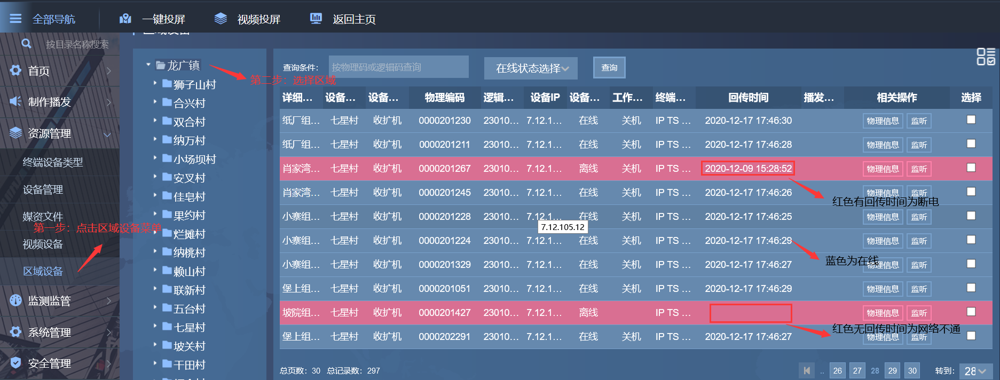 全部导航 一键投屏 视频投屏 返回主页
区域设备
按目录名称搜索
首页
制作播发
资源管理
终端设备类型
设备管理
媒资文件
第一步：点击区域设备菜单
视频设备
区域设备
监测监管
系统管理
安全管理
龙广镇
第二步：选择区域
狮子山村
合兴村
双合村
纳万村
小场坝村
安叉村
佳皂村
果约村
烂摊村
纳桃村
赖山村
联新村
五台村
七星村
坡关村
干田村
查询条件： 按物理码或逻辑码查询 在线状态选择 查询
详细... 设备... 设备... 物理编码 逻辑... 设备IP 设备... 工作... 终端... 回传时间 播发... 相关操作 选择
纸厂组... 七星村 收扩机 0000201230 23010... 7.12.1... 在线 关机 IP TS ... 2020-12-17 17:46:30 物理信息 监听
纸厂组... 七星村 收扩机 0000201211 23010... 7.12.1... 在线 关机 IP TS ... 2020-12-17 17:46:28 物理信息 监听
肖家湾... 七星村 收扩机 0000201267 23010... 7.12.1... 离线 关机 IP TS ... 2020-12-09 15:28:52 物理信息 监听
肖家湾... 七星村 收扩机 0000201245 23010... 7.12.1... 在线 关机 IP TS ... 2020-12-17 17:46:26 物理信息 监听
红色有回传时间为断电
小寨组... 七星村 收扩机 0000201228 23010... 7.12.1... 在线 关机 IP TS ... 2020-12-17 17:46:25 物理信息 监听
7.12.105.12
小寨组... 七星村 收扩机 0000201224 23010... 7.12.1... 在线 关机 IP TS ... 2020-12-17 17:46:29 物理信息 监听
蓝色为在线
小寨组... 七星村 收扩机 0000201329 23010... 7.12.1... 在线 关机 IP TS ... 2020-12-17 17:46:27 物理信息 监听
堡上组... 七星村 收扩机 0000201051 23010... 7.12.1... 在线 关机 IP TS ... 2020-12-17 17:46:29 物理信息 监听
坡院组... 七星村 收扩机 0000201427 23010... 7.12.1... 离线 IP TS ... 物理信息 监听
红色无回传时间为网络不通
堡上组... 七星村 收扩机 0000202291 23010... 7.12.1... 在线 关机 IP TS ... 2020-12-17 17:46:27 物理信息 监听
总页数：30 总记录数：297 .. 26 27 28 29 30 转到： 28